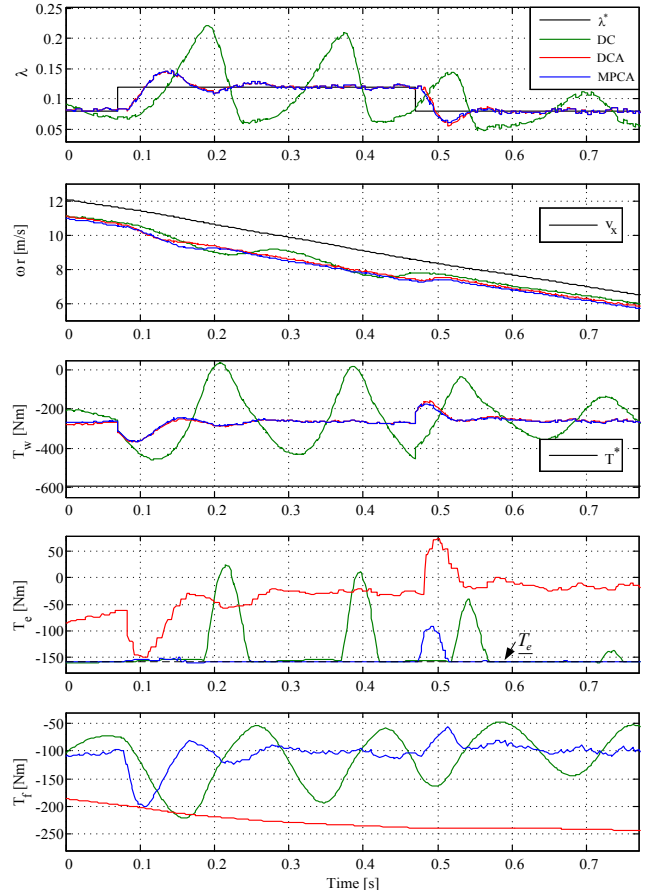 0.2
0.15
0.1
0.05
λ
λ*
DC
DCA
MPCA
0 0.1 0.2 0.3 0.4 0.5 0.6 0.7
12
10
8
6
ω r [m/s]
v_x
0 0.1 0.2 0.3 0.4 0.5 0.6 0.7
0
-200
-400
-600
T_w [Nm]
T*
0 0.1 0.2 0.3 0.4 0.5 0.6 0.7
50
0
-50
-100
-150
T_e [Nm]
T_e
0 0.1 0.2 0.3 0.4 0.5 0.6 0.7
-50
-100
-150
-200
-250
T_f [Nm]
0 0.1 0.2 0.3 0.4 0.5 0.6 0.7
Time [s]